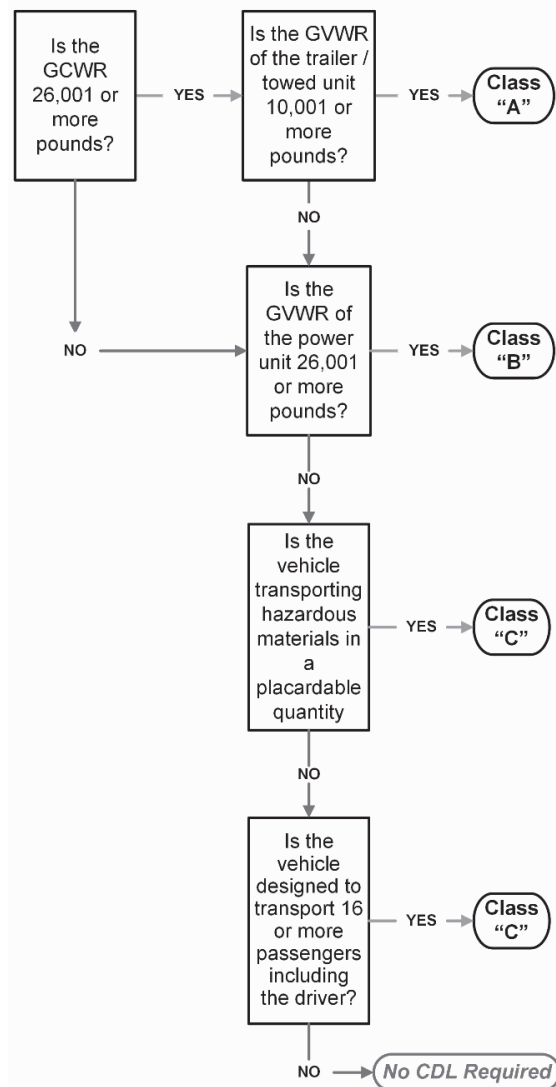 Is the
GCWR
26,001 or
more
pounds?
YES
Is the GVWR
of the trailer /
towed unit
10,001 or
more
pounds?
YES
Class
“A”
NO
NO
Is the
GVWR of
the power
unit 26,001
or more
pounds?
YES
Class
“B”
NO
Is the
vehicle
transporting
hazardous
materials in
a
placardable
quantity
YES
Class
“C”
NO
Is the
vehicle
designed to
transport 16
or more
passengers
including
the driver?
YES
Class
“C”
NO
No CDL Required